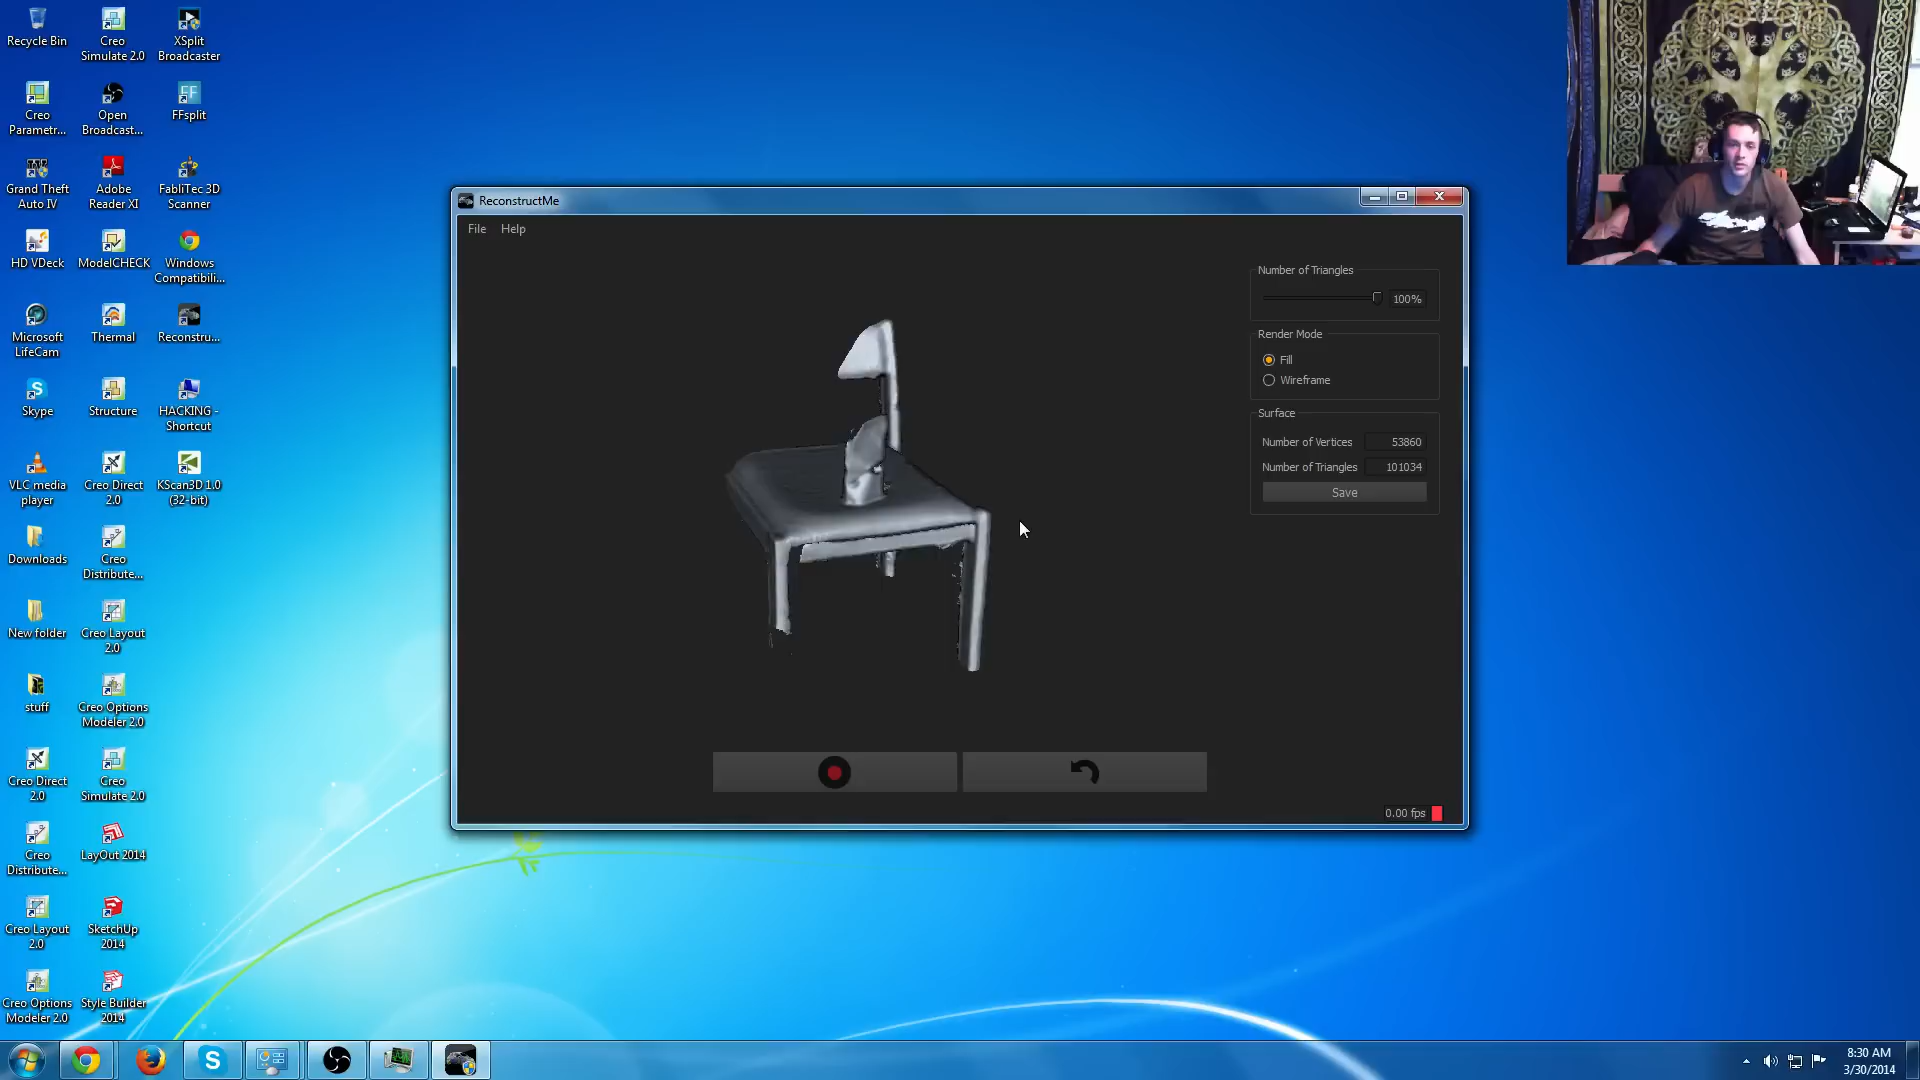 Recycle Bin
Creo
Simulate 2.0
XSplit
Broadcaster
Creo
Parametr...
Open
Broadcast...
FF
FFsplit
Grand Theft
Auto IV
Adobe
Reader XI
FabliTec 3D
Scanner
HD VDeck
ModelCHECK
Windows
Compatibili...
Microsoft
LifeCam
Thermal
Reconstru...
Skype
Structure
HACKING -
Shortcut
VLC media
player
Creo Direct
2.0
KScan3D 1.0
(32-bit)
Downloads
Creo
Distribute...
New folder
Creo Layout
2.0
stuff
Creo Options
Modeler 2.0
Creo Direct
2.0
Creo
Simulate 2.0
Creo
Distribute...
LayOut 2014
Creo Layout
2.0
SketchUp
2014
Creo Options
Modeler 2.0
Style Builder
2014
ReconstructMe
File Help
Number of Triangles
100%
Render Mode
Fill
Wireframe
Surface
Number of Vertices 53860
Number of Triangles 101034
Save
0.00 fps
8:30 AM
3/30/2014